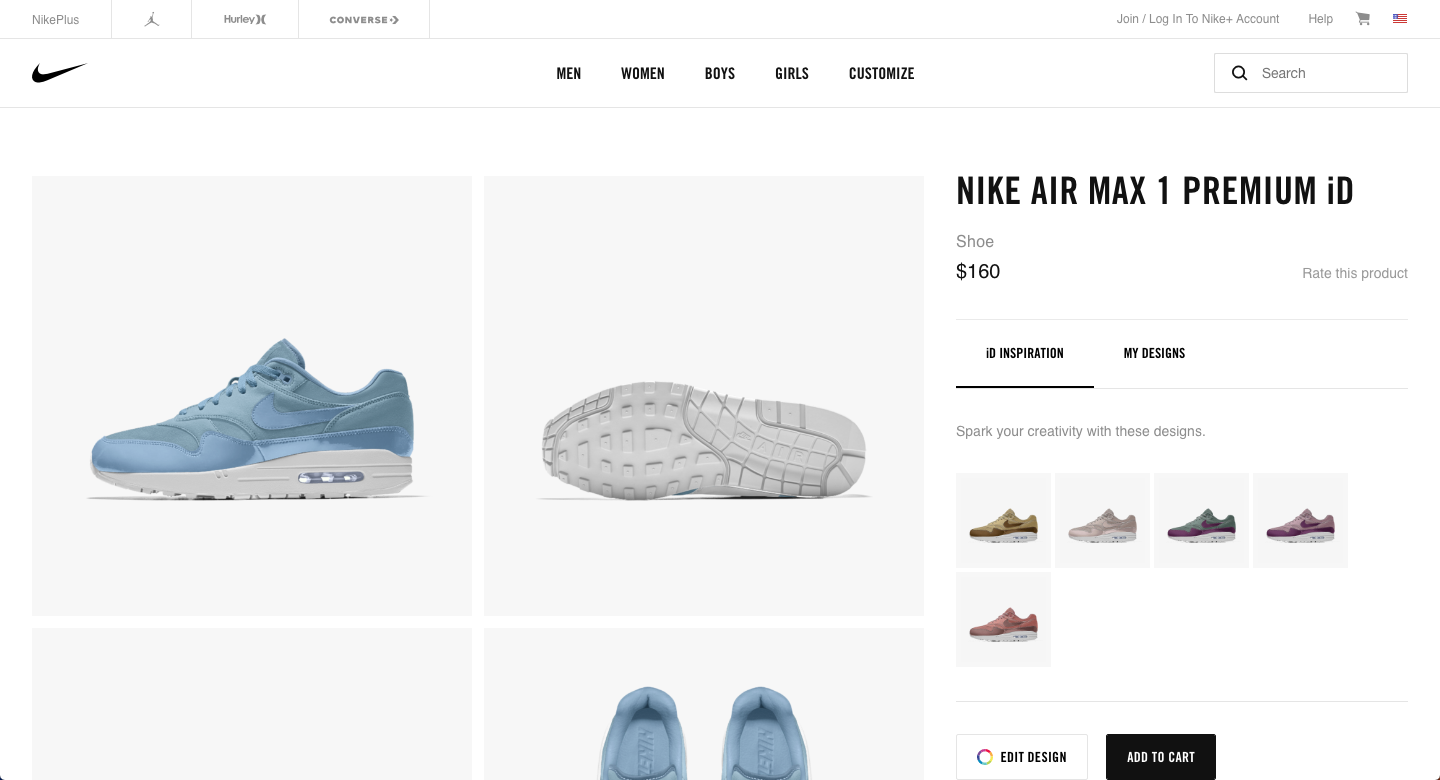 NikePlus
Hurley
CONVERSE
Join / Log In To Nike+ Account
Help
MEN
WOMEN
BOYS
GIRLS
CUSTOMIZE
Search
NIKE AIR MAX 1 PREMIUM iD
Shoe
$160
Rate this product
iD INSPIRATION
MY DESIGNS
Spark your creativity with these designs.
EDIT DESIGN
ADD TO CART